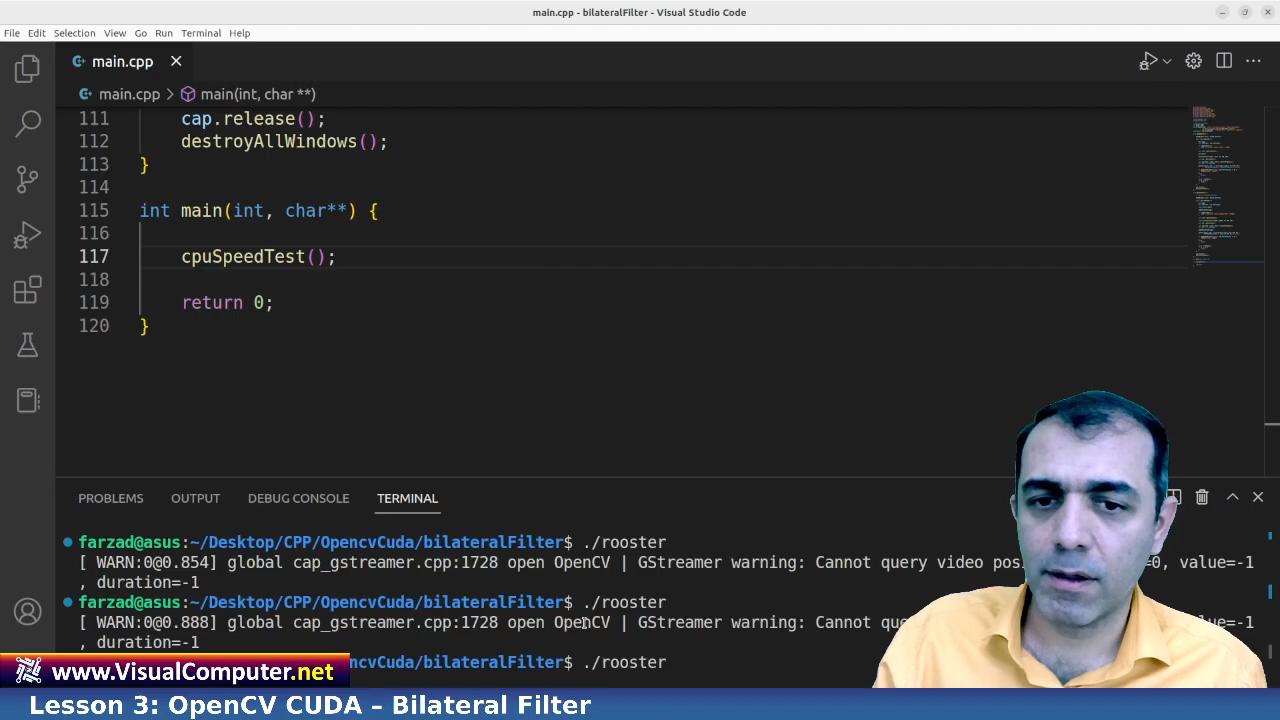 main.cpp - bilateralFilter - Visual Studio Code
File Edit Selection View Go Run Terminal Help
main.cpp
main.cpp > main(int, char **)
111 cap.release();
112 destroyAllWindows();
113 }
114
115 int main(int, char**) {
116
117 cpuSpeedTest();
118
119 return 0;
120 }
PROBLEMS OUTPUT DEBUG CONSOLE TERMINAL
farzad@asus:~/Desktop/CPP/OpencvCuda/bilateralFilter$ ./rooster
[ WARN:0@0.854] global cap_gstreamer.cpp:1728 open OpenCV | GStreamer warning: Cannot query video =0, value=-1
, duration=-1
farzad@asus:~/Desktop/CPP/OpencvCuda/bilateralFilter$ ./rooster
[ WARN:0@0.888] global cap_gstreamer.cpp:1728 open OpenCV | GStreamer warning: Cannot =-1
, duration=-1
encvCuda/bilateralFilter$ ./rooster
www.VisualComputer.net
Lesson 3: OpenCV CUDA – Bilateral Filter